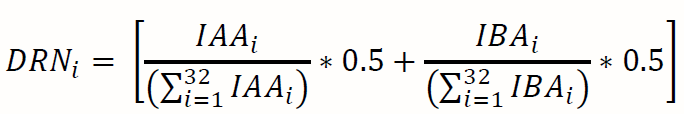 DRN_i = [ IAA_i / (∑_{i=1}^{32} IAA_i) * 0.5 + IBA_i / (∑_{i=1}^{32} IBA_i) * 0.5 ]